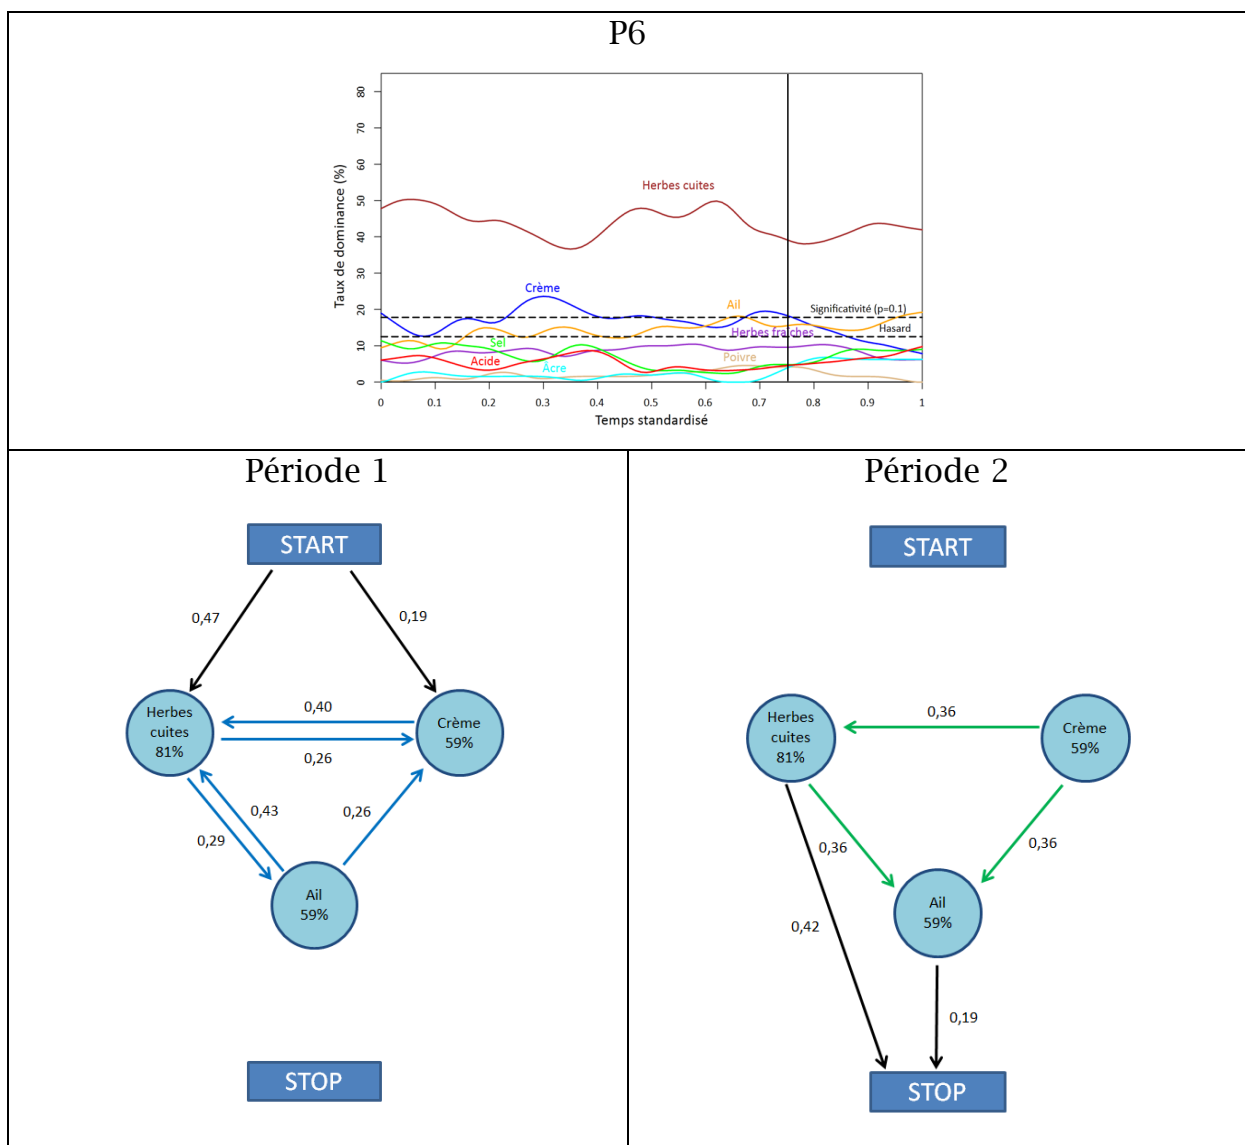 P6
Taux de dominance (%)
80
70
60
50
40
30
20
10
0
Herbes cuites
Crème
Ail
Significativité (p=0.1)
Hasard
Herbes fraîches
Sel
Acide
Acre
Poivre
0 0.1 0.2 0.3 0.4 0.5 0.6 0.7 0.8 0.9 1
Temps standardisé
Période 1
START
0,47
0,19
Herbes
cuites
81%
0,40
0,26
Crème
59%
0,43
0,29
0,26
Ail
59%
STOP
Période 2
START
Herbes
cuites
81%
0,36
Crème
59%
0,36
0,36
Ail
59%
0,42
0,19
STOP